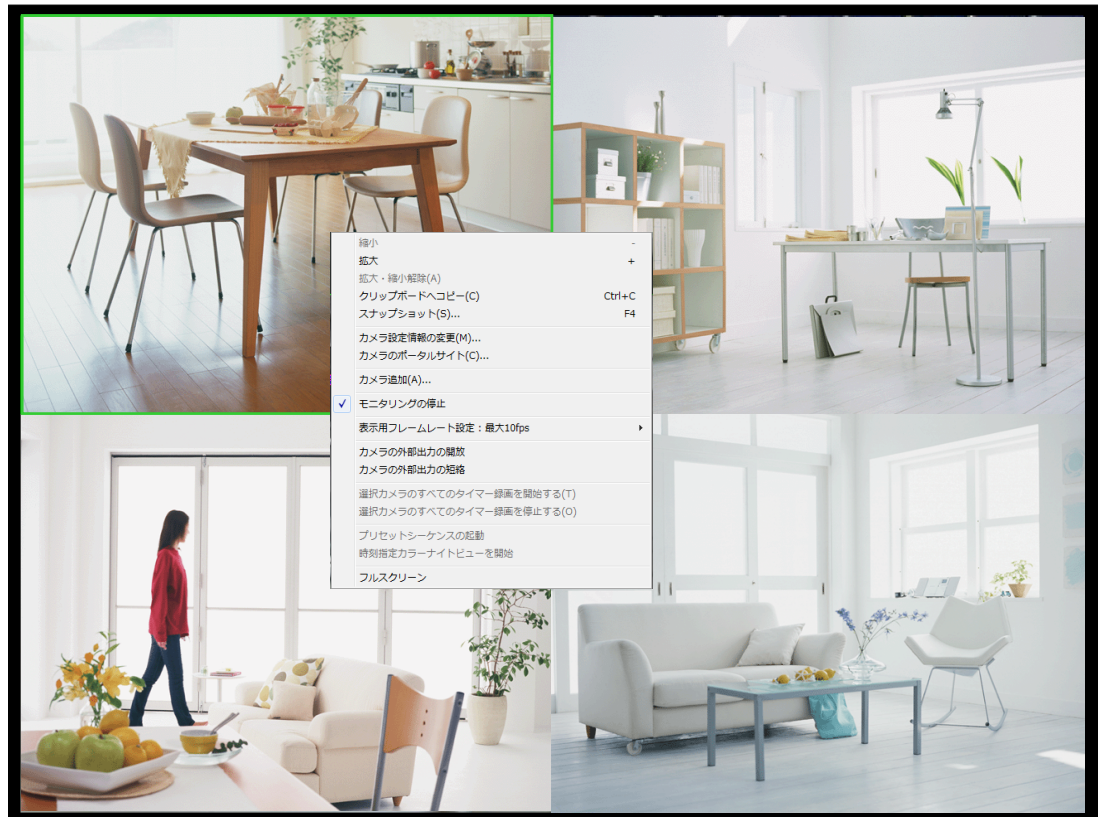 縮小 -
拡大 +
拡大・縮小解除(A)
クリップボードへコピー(C) Ctrl+C
スナップショット(S)... F4
カメラ設定情報の変更(M)...
カメラのポータルサイト(C)...
カメラ追加(A)...
モニタリングの停止
表示用フレームレート設定：最大10fps
カメラの外部出力の開放
カメラの外部出力の短絡
選択カメラのすべてのタイマー録画を開始する(T)
選択カメラのすべてのタイマー録画を停止する(O)
プリセットシーケンスの起動
時刻指定カラーナイトビューを開始
フルスクリーン